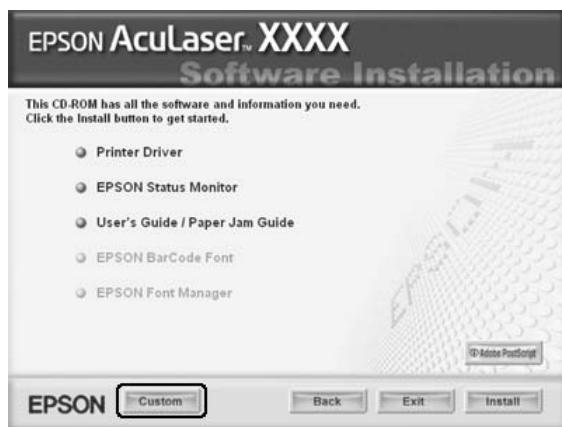 EPSON AcuLaser™ XXXX
Software Installation
This CD-ROM has all the software and information you need.
Click the Install button to get started.
Printer Driver
EPSON Status Monitor
User's Guide / Paper Jam Guide
EPSON BarCode Font
EPSON Font Manager
EPSON
Adobe PostScript
EPSON Custom Back Exit Install